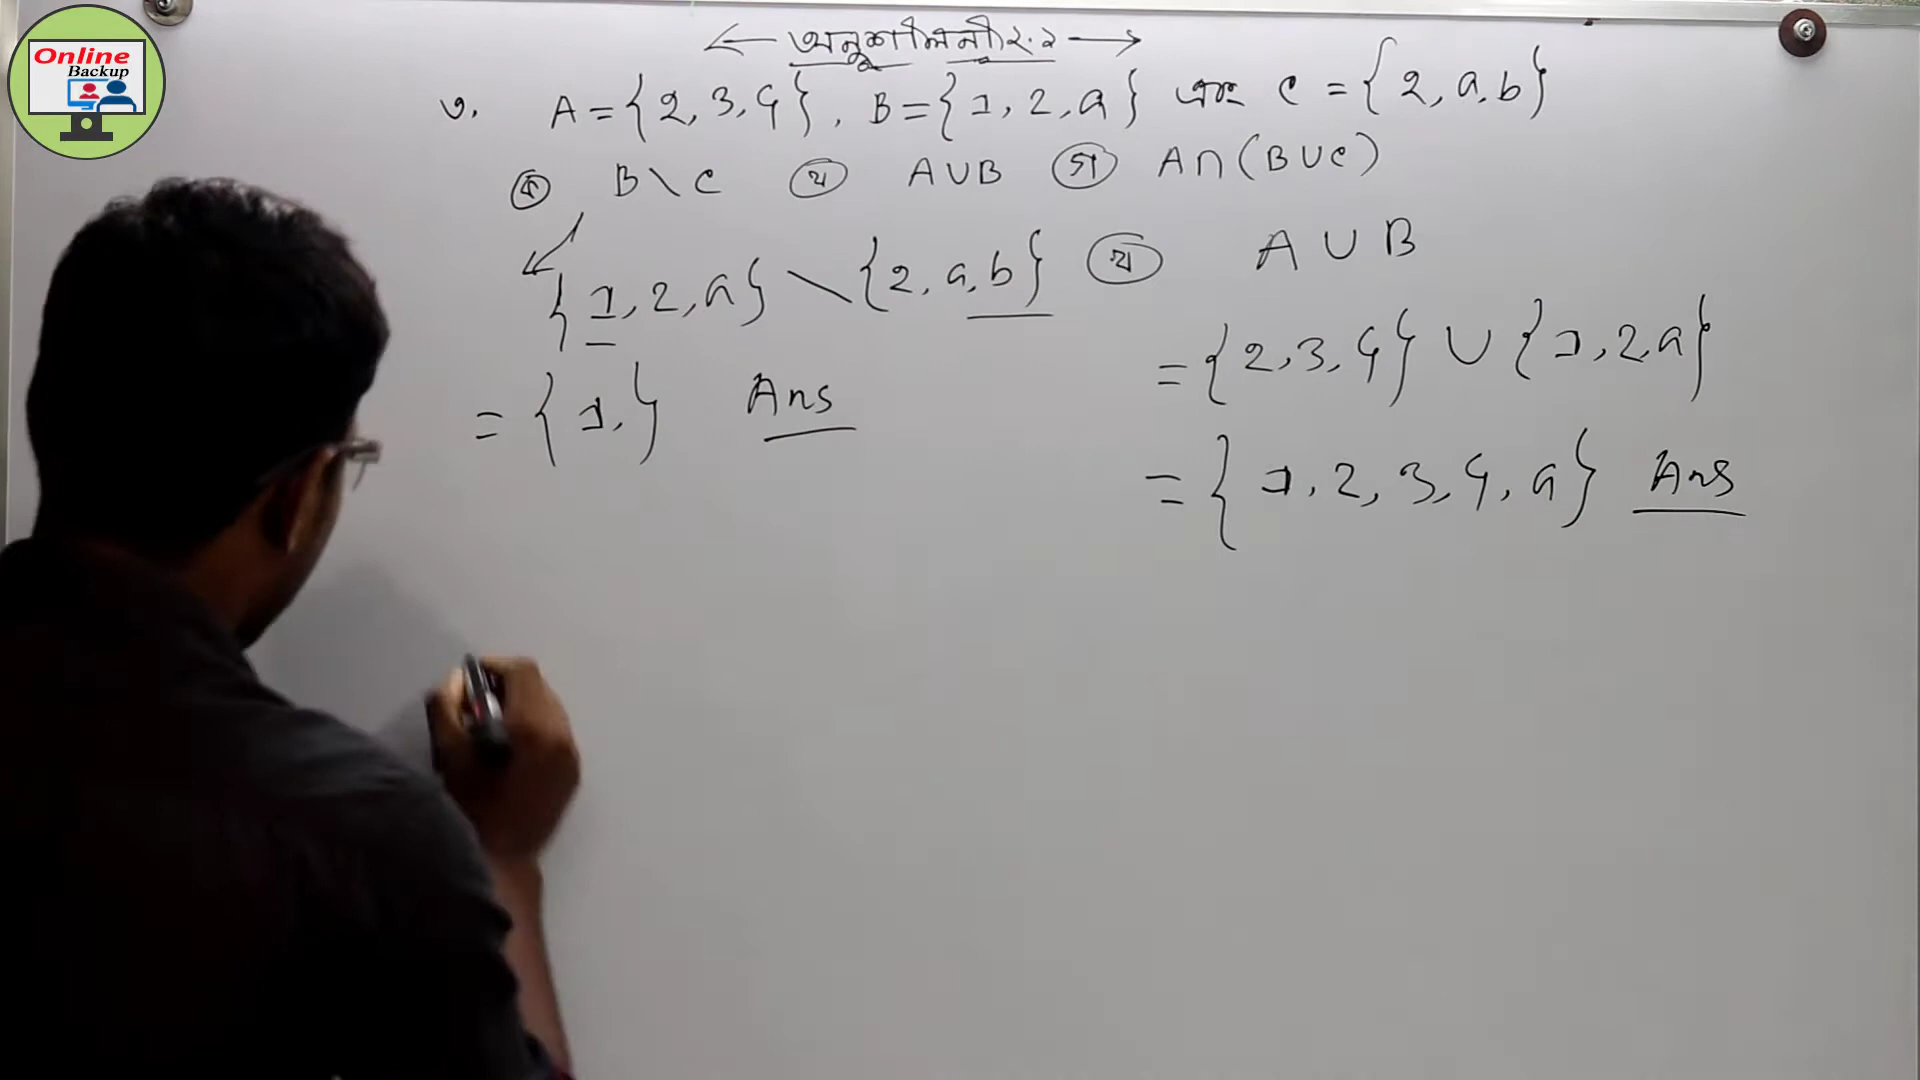 Online
Backup
অনুশীলনী ২.২
৩. A = {2, 3, 4}, B = {1, 2, a} এবং C = {2, a, b}
ক B \ C খ A ∪ B গ A ∩ (B ∪ C)
{1, 2, a} \ {2, a, b}
= {1,} Ans
খ A ∪ B
= {2, 3, 4} ∪ {1, 2, a}
= {1, 2, 3, 4, a} Ans